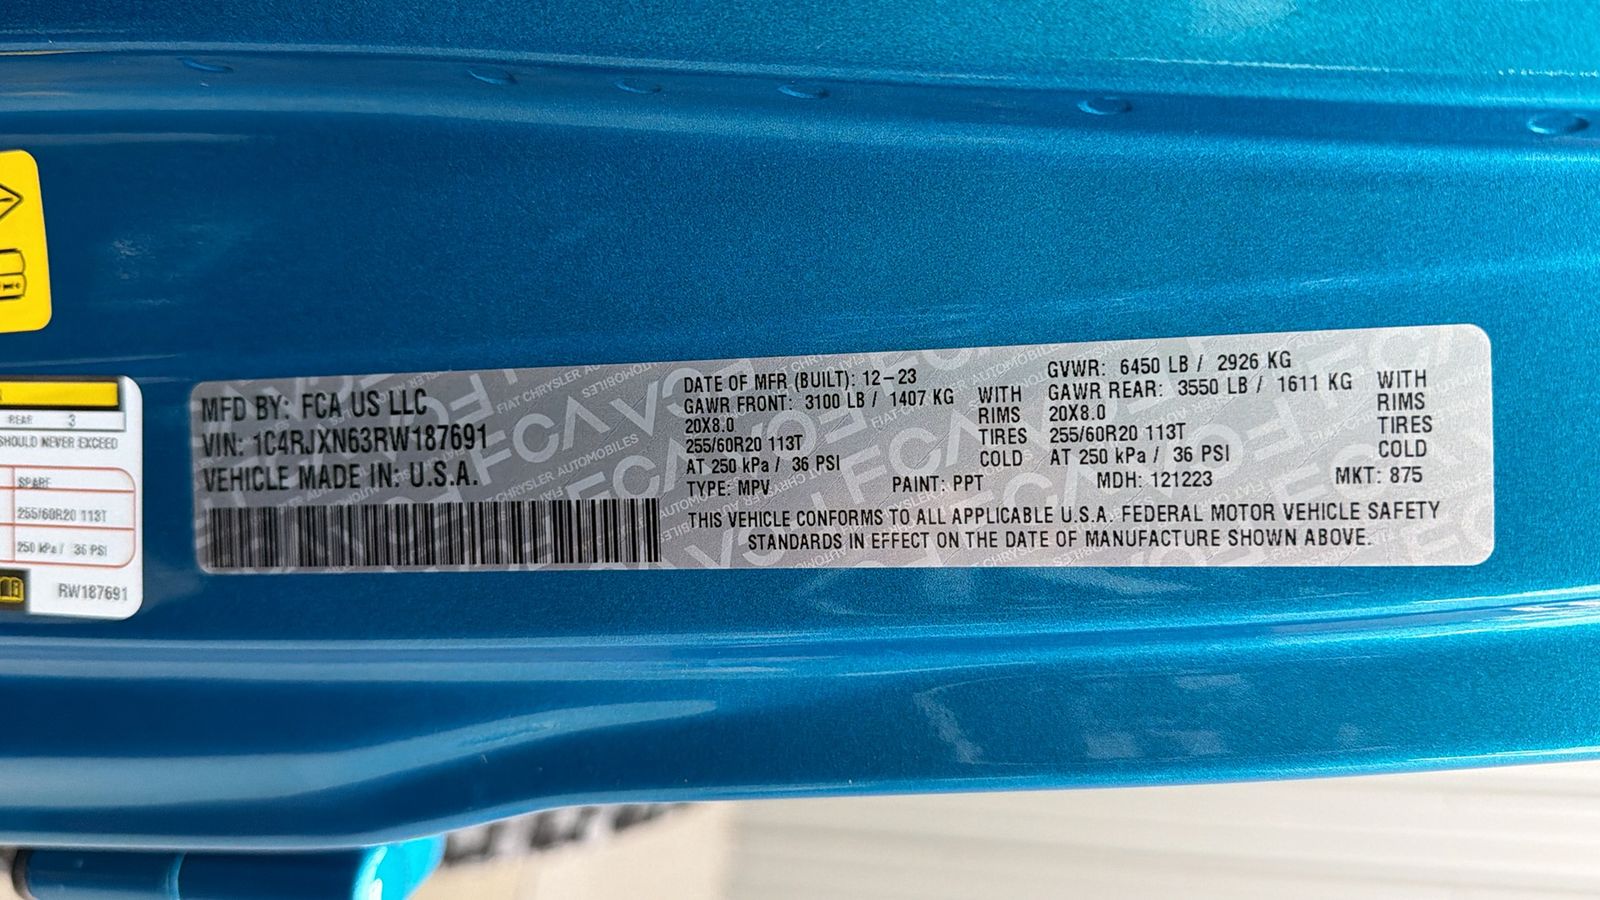 REAR 3
SHOULD NEVER EXCEED
SPARE
255/60R20 113T
250 kPa / 36 PSI
RW187691
MFD BY: FCA US LLC
VIN: 1C4RJXN63RW187691
VEHICLE MADE IN: U.S.A.
DATE OF MFR (BUILT): 12-23
GAWR FRONT: 3100 LB / 1407 KG WITH
20X8.0 RIMS
255/60R20 113T TIRES
AT 250 kPa / 36 PSI COLD
GVWR: 6450 LB / 2926 KG
GAWR REAR: 3550 LB / 1611 KG WITH
20X8.0 RIMS
255/60R20 113T TIRES
AT 250 kPa / 36 PSI COLD
TYPE: MPV PAINT: PPT MDH: 121223 MKT: 875
THIS VEHICLE CONFORMS TO ALL APPLICABLE U.S.A. FEDERAL MOTOR VEHICLE SAFETY
STANDARDS IN EFFECT ON THE DATE OF MANUFACTURE SHOWN ABOVE.